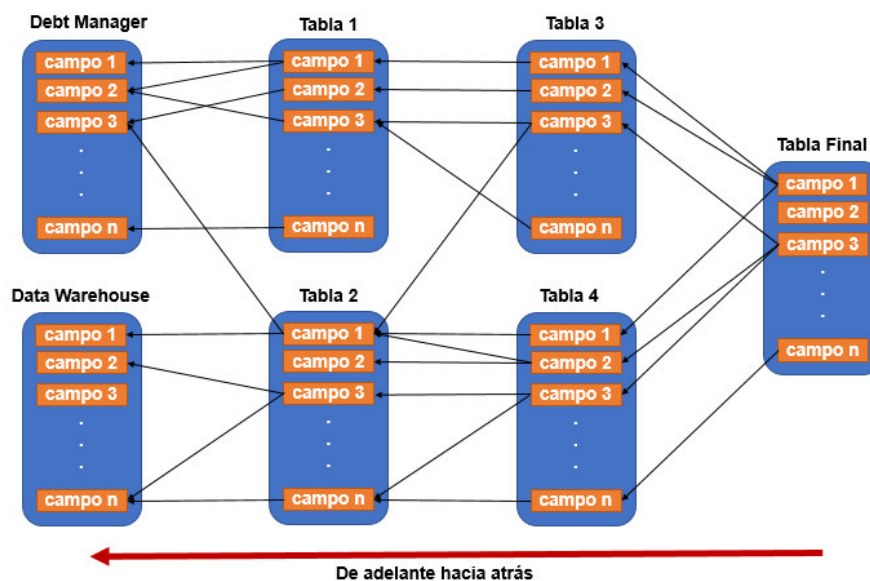 Debt Manager
campo 1
campo 2
campo 3
campo n
Tabla 1
campo 1
campo 2
campo 3
campo n
Tabla 3
campo 1
campo 2
campo 3
campo n
Tabla Final
campo 1
campo 2
campo 3
campo n
Data Warehouse
campo 1
campo 2
campo 3
campo n
Tabla 2
campo 1
campo 2
campo 3
campo n
Tabla 4
campo 1
campo 2
campo 3
campo n
De adelante hacia atrás